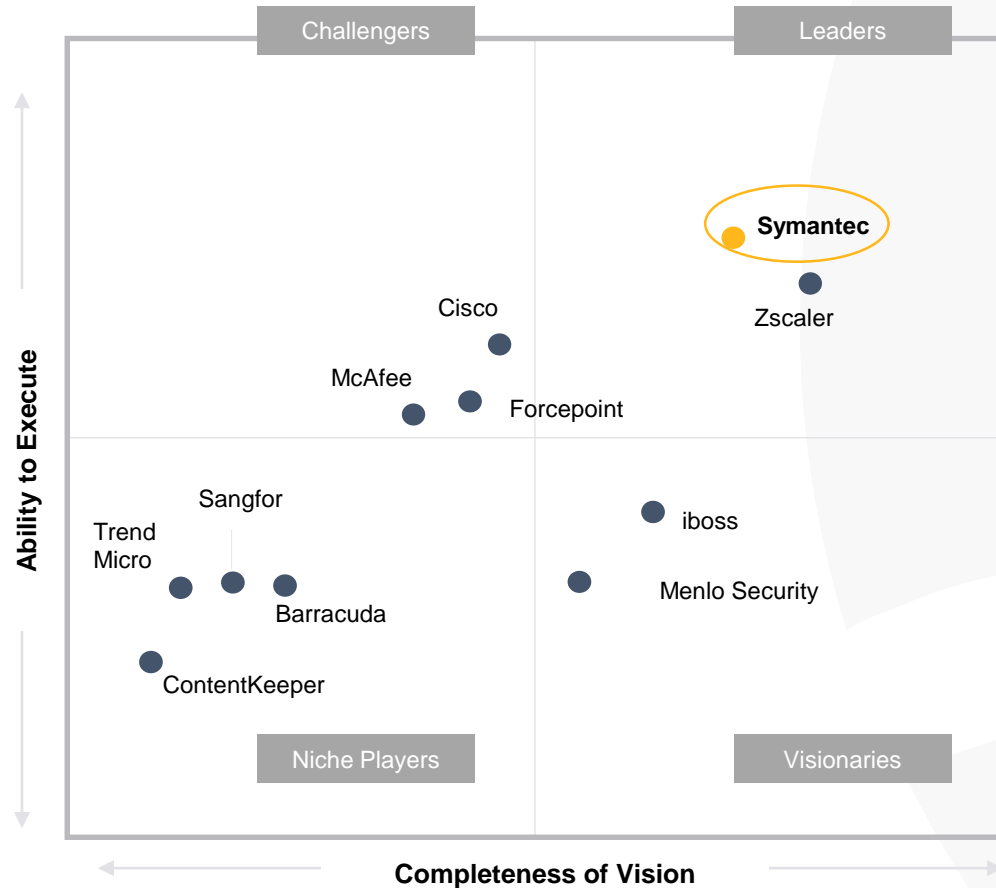 Challengers
Leaders
Symantec
Zscaler
Cisco
McAfee
Forcepoint
Ability to Execute
Sangfor
Trend
Micro
Barracuda
ContentKeeper
iboss
Menlo Security
Niche Players
Visionaries
Completeness of Vision